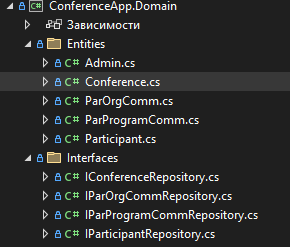 C# ConferenceApp.Domain
Зависимости
Entities
C# Admin.cs
C# Conference.cs
C# ParOrgComm.cs
C# ParProgramComm.cs
C# Participant.cs
Interfaces
C# IConferenceRepository.cs
C# IParOrgCommRepository.cs
C# IParProgramCommRepository.cs
C# IParticipantRepository.cs